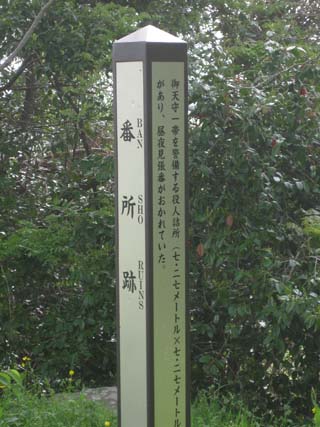 番所跡
BAN SHO RUINS
御天守一帯を警備する役人詰所（七・二七メートル×七・二七メートル
があり、昼夜見張番がおかれていた。